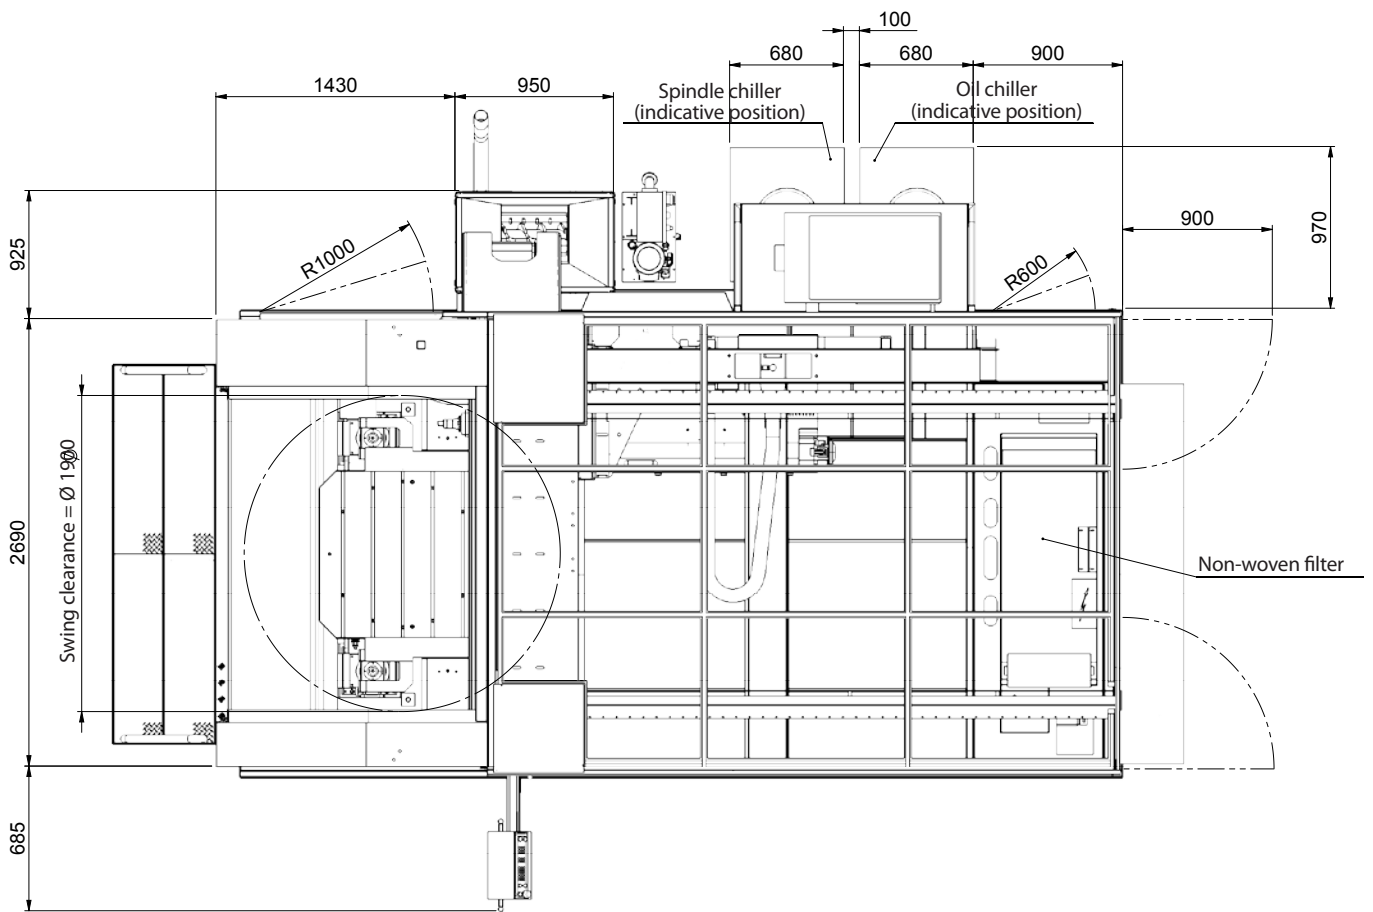 100
680
680
900
1430
950
Spindle chiller
(indicative position)
Oil chiller
(indicative position)
925
R1000
R600
900
970
2690
Swing clearance = Ø 1900
Non-woven filter
685